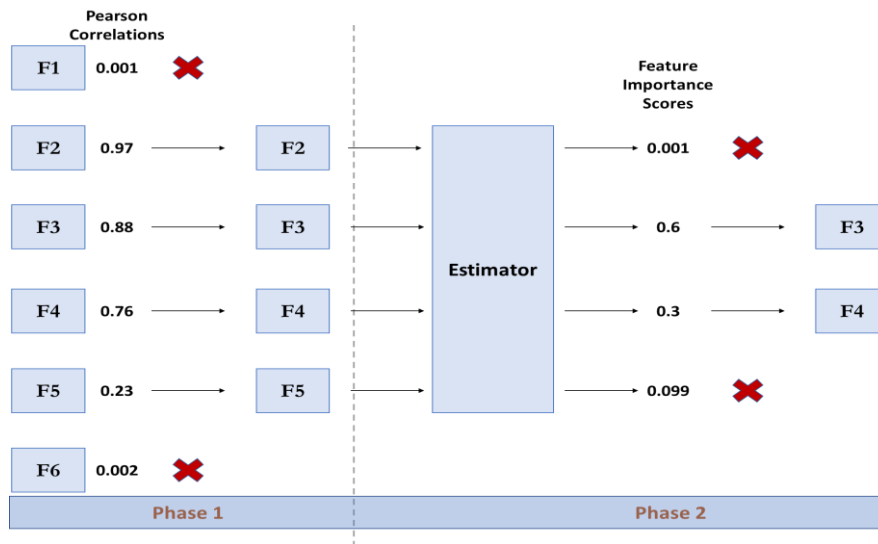 Pearson
Correlations
F1 0.001
Feature
Importance
Scores
F2 0.97 F2 0.001
F3 0.88 F3 0.6 F3
Estimator
F4 0.76 F4 0.3 F4
F5 0.23 F5 0.099
F6 0.002
Phase 1 Phase 2